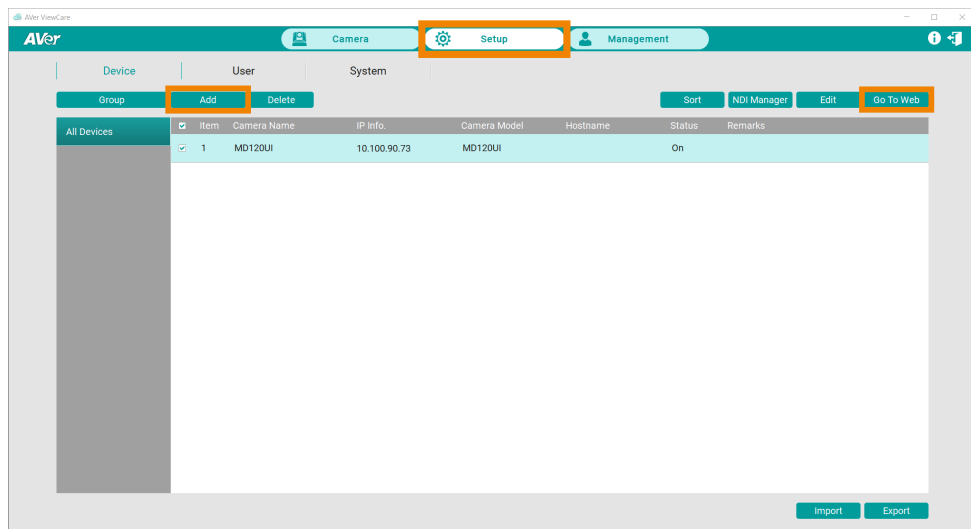 AVer ViewCare
AVer Camera Setup Management
Device User System
Group Add Delete Sort NDI Manager Edit Go To Web
All Devices Item Camera Name IP Info. Camera Model Hostname Status Remarks
1 MD120UI 10.100.90.73 MD120UI On
Import Export